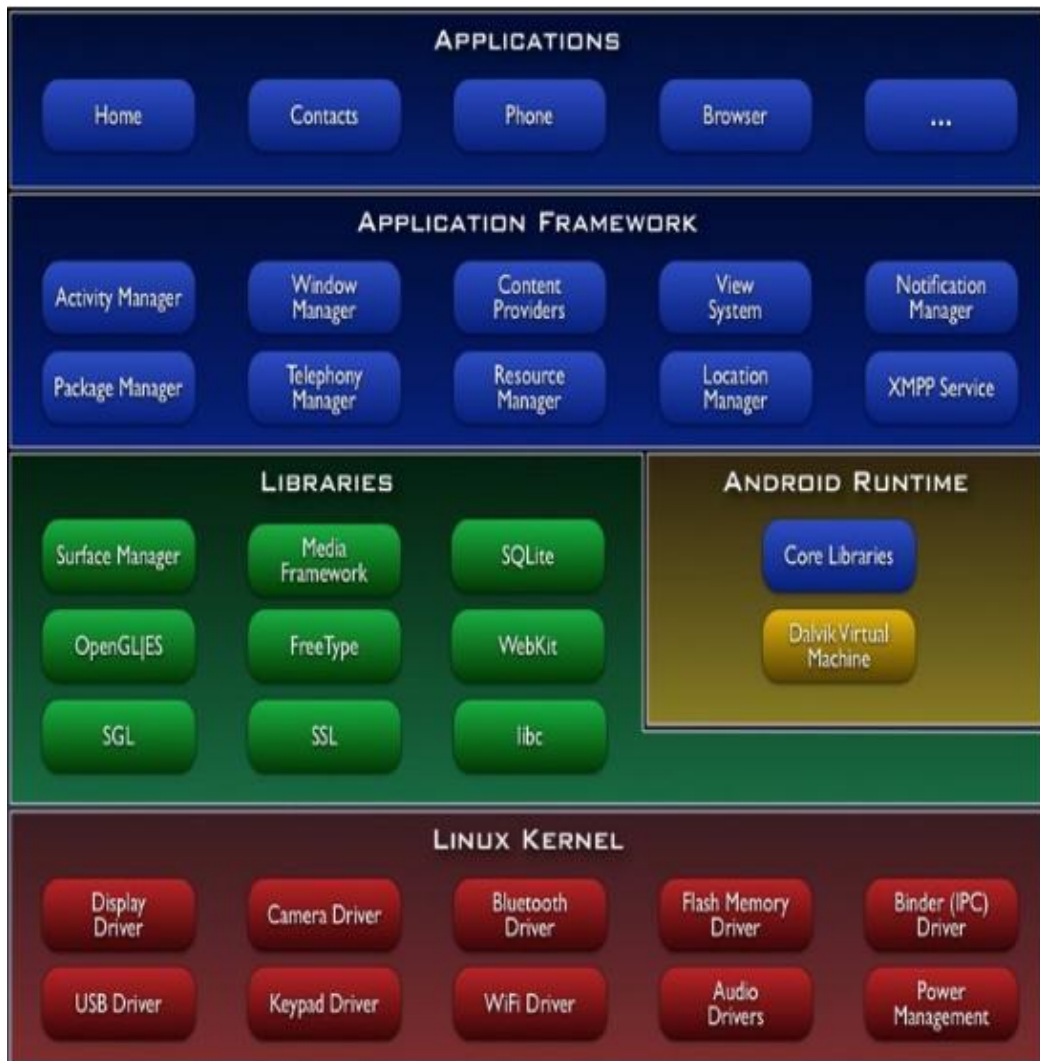 APPLICATIONS
Home
Contacts
Phone
Browser
...
APPLICATION FRAMEWORK
Activity Manager
Window
Manager
Content
Providers
View
System
Notification
Manager
Package Manager
Telephony
Manager
Resource
Manager
Location
Manager
XMPP Service
LIBRARIES
Surface Manager
Media
Framework
SQLite
OpenGL|ES
FreeType
WebKit
SGL
SSL
libc
ANDROID RUNTIME
Core Libraries
Dalvik Virtual
Machine
LINUX KERNEL
Display
Driver
Camera Driver
Bluetooth
Driver
Flash Memory
Driver
Binder (IPC)
Driver
USB Driver
Keypad Driver
WiFi Driver
Audio
Drivers
Power
Management